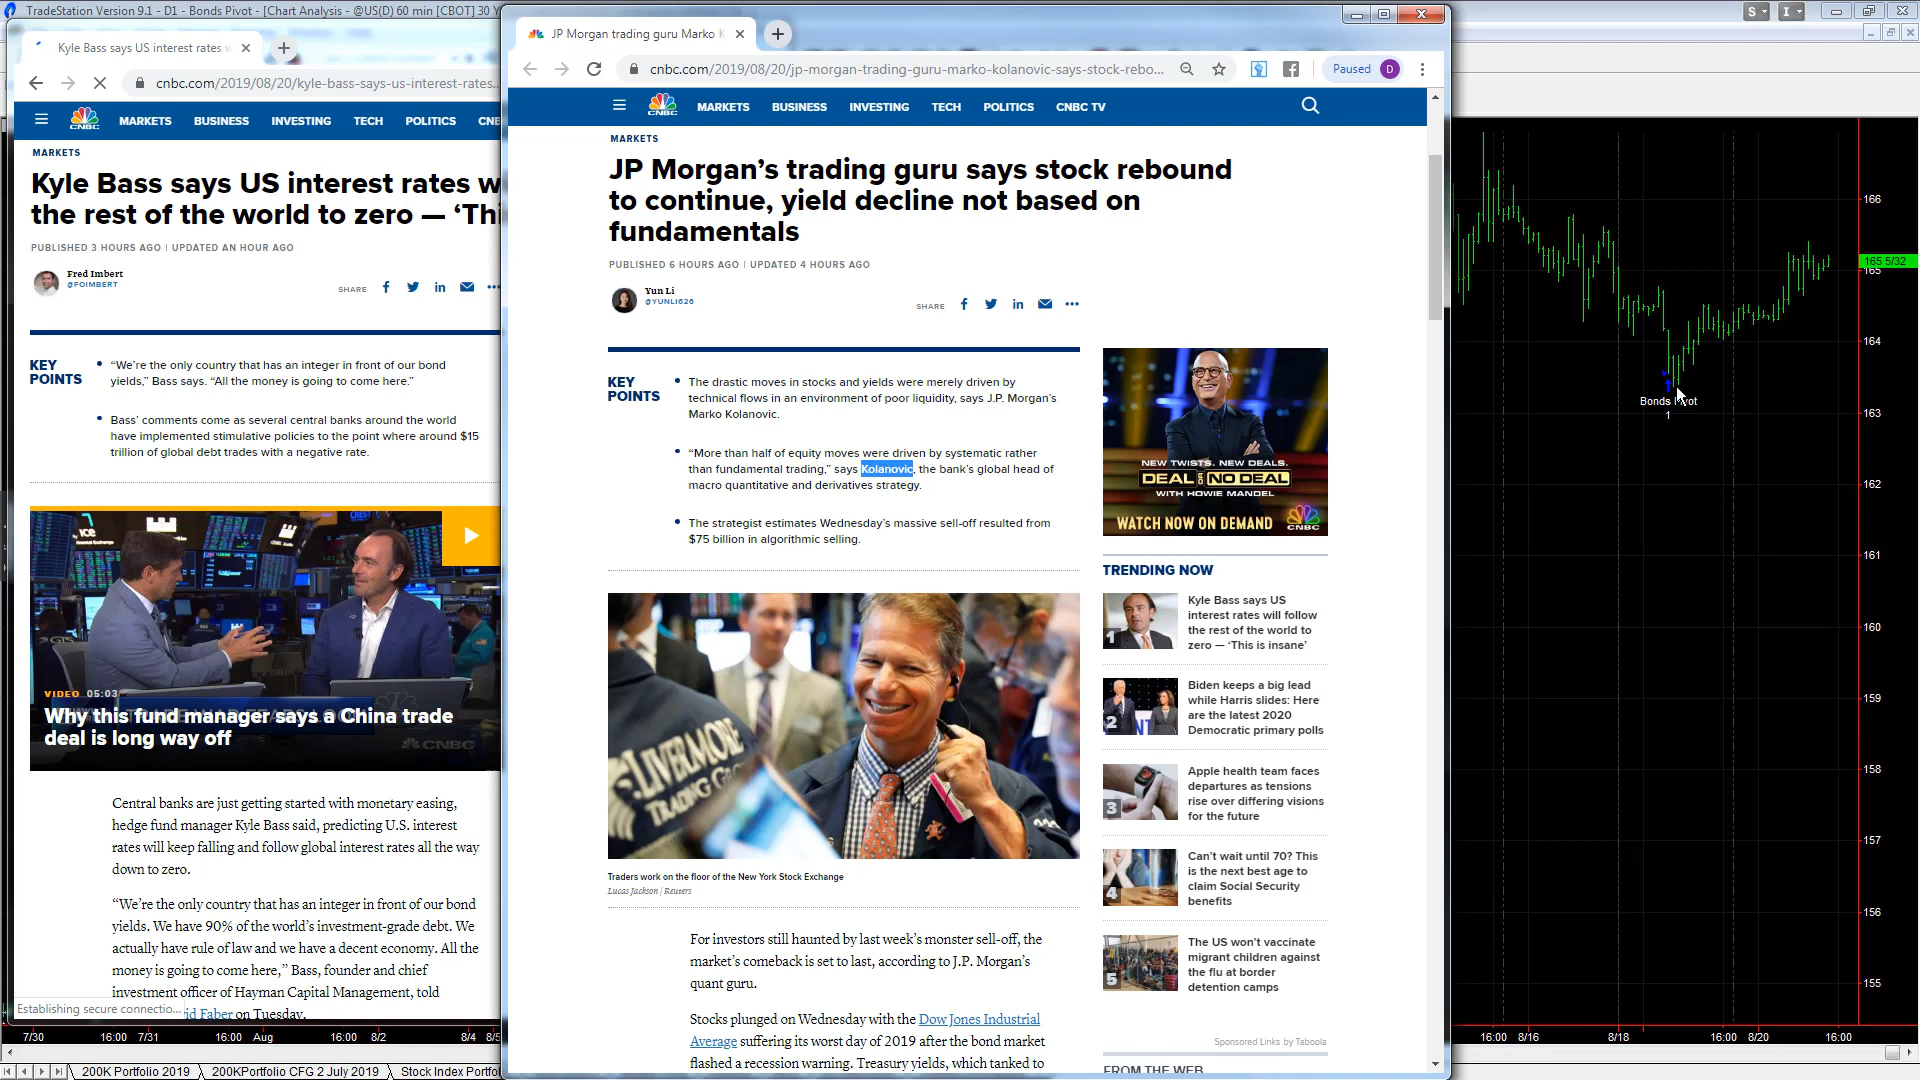 TradeStation Version 9.1 - D1 - Bonds Pivot - [Chart Analysis - @US(D) 60 min [CBOT] 30 Y
Kyle Bass says US interest rates w
cnbc.com/2019/08/20/kyle-bass-says-us-interest-rates...
CNBC
MARKETS
BUSINESS
INVESTING
TECH
POLITICS
CNB
MARKETS
Kyle Bass says US interest rates w
the rest of the world to zero — ‘Thi
PUBLISHED 3 HOURS AGO | UPDATED AN HOUR AGO
Fred Imbert
@FOIMBERT
SHARE
KEY
POINTS
“We’re the only country that has an integer in front of our bond
yields,” Bass says. “All the money is going to come here.”
Bass’ comments come as several central banks around the world
have implemented stimulative policies to the point where around $15
trillion of global debt trades with a negative rate.
ice
GTS
VIDEO 05:03
Why this fund manager says a China trade
deal is long way off
CNBC
Central banks are just getting started with monetary easing,
hedge fund manager Kyle Bass said, predicting U.S. interest
rates will keep falling and follow global interest rates all the way
down to zero.
“We’re the only country that has an integer in front of our bond
yields. We have 90% of the world’s investment-grade debt. We
actually have rule of law and we have a decent economy. All the
money is going to come here,” Bass, founder and chief
investment officer of Hayman Capital Management, told
id Faber on Tuesday.
Establishing secure connectio...
7/30
16:00
7/31
16:00
Aug
16:00
8/2
8/4
8/5
200K Portfolio 2019
200KPortfolio CFG 2 July 2019
Stock Index Portfo
JP Morgan trading guru Marko K
cnbc.com/2019/08/20/jp-morgan-trading-guru-marko-kolanovic-says-stock-rebo...
Paused
D
CNBC
MARKETS
BUSINESS
INVESTING
TECH
POLITICS
CNBC TV
MARKETS
JP Morgan’s trading guru says stock rebound
to continue, yield decline not based on
fundamentals
PUBLISHED 6 HOURS AGO | UPDATED 4 HOURS AGO
Yun Li
@YUNLI626
SHARE
KEY
POINTS
The drastic moves in stocks and yields were merely driven by
technical flows in an environment of poor liquidity, says J.P. Morgan’s
Marko Kolanovic.
“More than half of equity moves were driven by systematic rather
than fundamental trading,” says Kolanovic, the bank’s global head of
macro quantitative and derivatives strategy.
The strategist estimates Wednesday’s massive sell-off resulted from
$75 billion in algorithmic selling.
LIVERMORE
TRADING G
Traders work on the floor of the New York Stock Exchange
Lucas Jackson | Reuters
For investors still haunted by last week’s monster sell-off, the
market’s comeback is set to last, according to J.P. Morgan’s
quant guru.
Stocks plunged on Wednesday with the Dow Jones Industrial
Average suffering its worst day of 2019 after the bond market
flashed a recession warning. Treasury yields, which tanked to
NEW TWISTS. NEW DEALS.
DEAL OR NO DEAL
WITH HOWIE MANDEL
WATCH NOW ON DEMAND
CNBC
TRENDING NOW
1
Kyle Bass says US
interest rates will follow
the rest of the world to
zero — ‘This is insane’
2
Biden keeps a big lead
while Harris slides: Here
are the latest 2020
Democratic primary polls
3
Apple health team faces
departures as tensions
rise over differing visions
for the future
4
Can’t wait until 70? This
is the next best age to
claim Social Security
benefits
5
The US won’t vaccinate
migrant children against
the flu at border
detention camps
Sponsored Links by Taboola
FROM THE WEB
S
I
166
165 5/32
165
164
163
162
161
160
159
158
157
156
155
Bonds Pivot
1
16:00
8/16
8/18
16:00
8/20
16:00